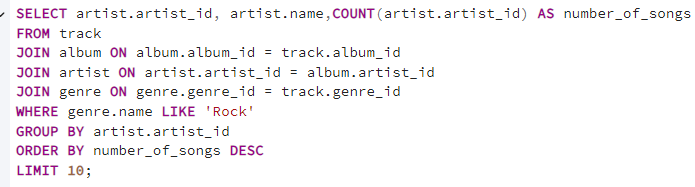 SELECT artist.artist_id, artist.name,COUNT(artist.artist_id) AS number_of_songs
FROM track
JOIN album ON album.album_id = track.album_id
JOIN artist ON artist.artist_id = album.artist_id
JOIN genre ON genre.genre_id = track.genre_id
WHERE genre.name LIKE 'Rock'
GROUP BY artist.artist_id
ORDER BY number_of_songs DESC
LIMIT 10;